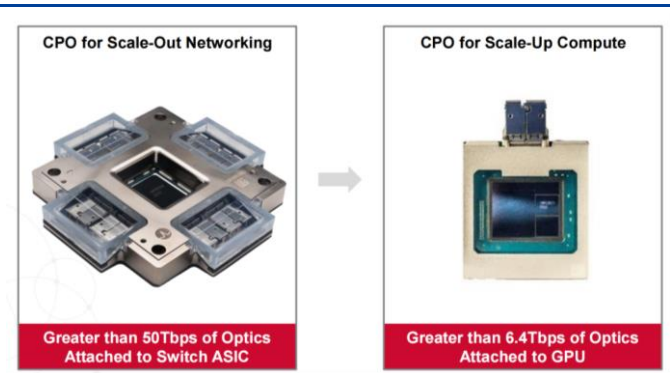 CPO for Scale-Out Networking
Greater than 50Tbps of Optics
Attached to Switch ASIC
CPO for Scale-Up Compute
Greater than 6.4Tbps of Optics
Attached to GPU